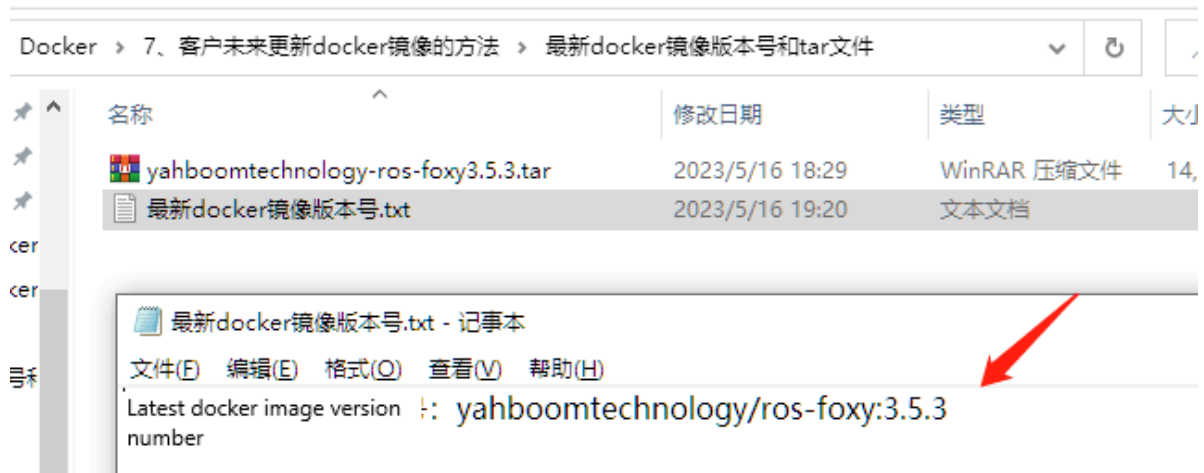 Docker > 7、客户未来更新docker镜像的方法 > 最新docker镜像版本号和tar文件
名称 修改日期 类型
yahboomtechnology-ros-foxy3.5.3.tar 2023/5/16 18:29 WinRAR 压缩文件 14,
最新docker镜像版本号.txt 2023/5/16 19:20 文本文档
ker
ker
最新docker镜像版本号.txt - 记事本
文件(F) 编辑(E) 格式(O) 查看(V) 帮助(H)
Latest docker image version : yahboomtechnology/ros-foxy:3.5.3
number